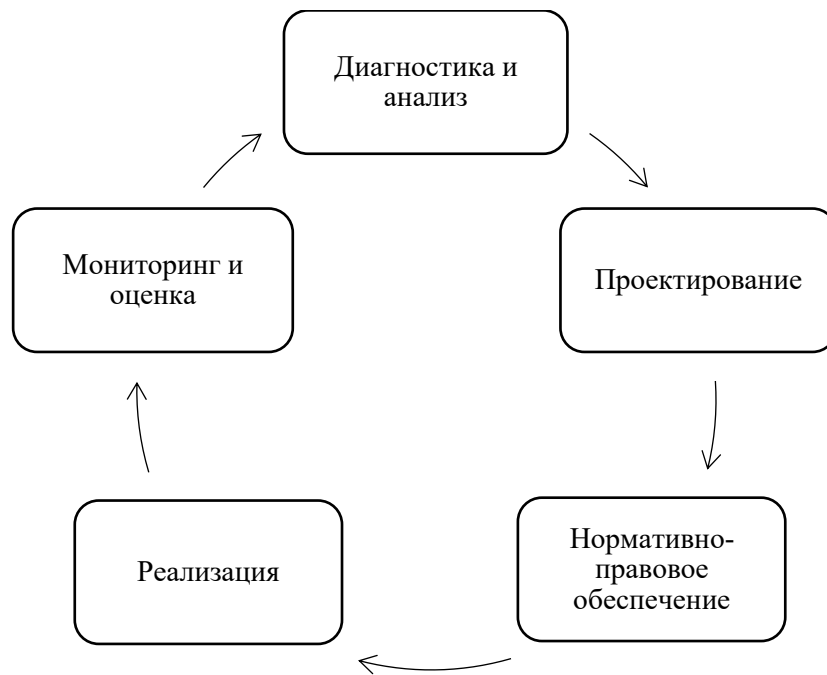 Диагностика и
анализ
Мониторинг и
оценка
Проектирование
Реализация
Нормативно-
правовое
обеспечение